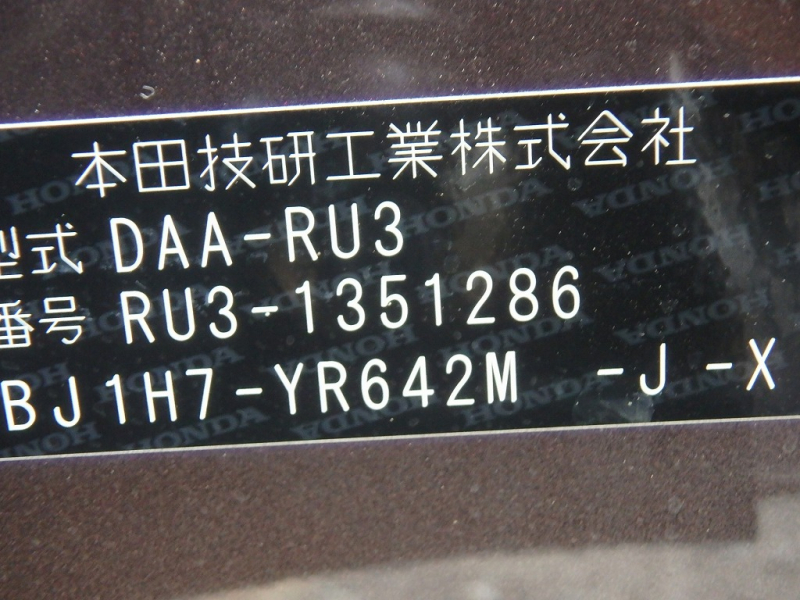 本田技研工業株式会社
型式 DAA-RU3
番号 RU3-1351286
BJ1H7-YR642M -J -X